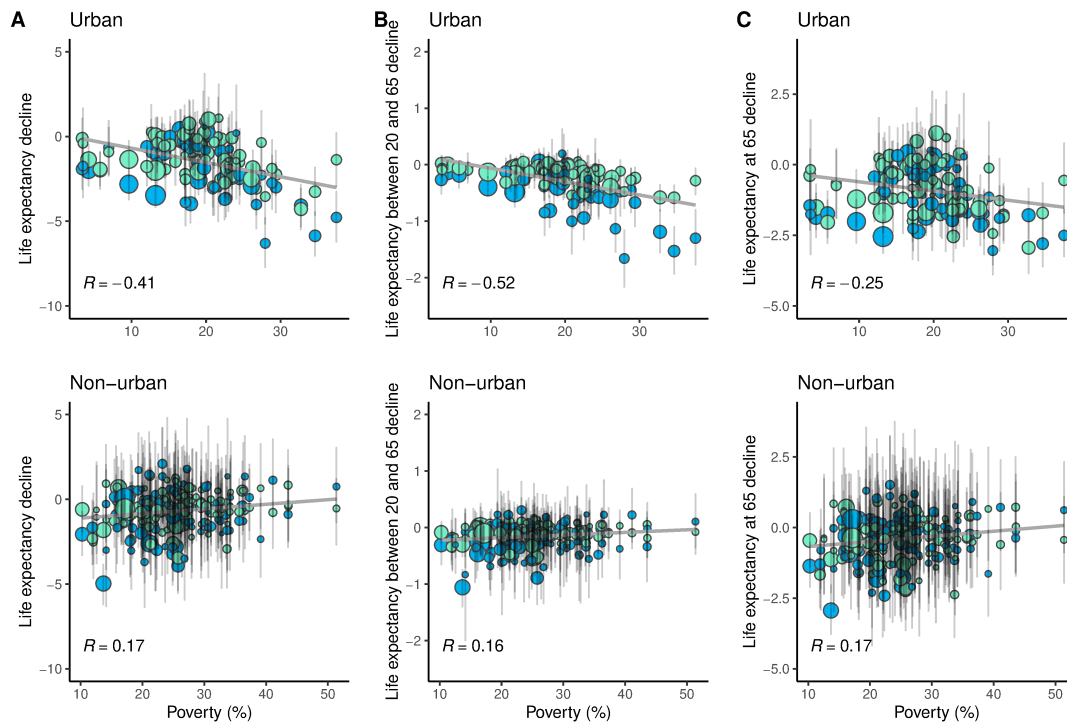 A
Urban
Life expectancy decline
5
0
−5
−10
R = −0.41
10
20
30
B
Urban
Life expectancy between 20 and 65 decline
2
1
0
−1
−2
R = −0.52
10
20
30
C
Urban
Life expectancy at 65 decline
2.5
0.0
−2.5
−5.0
R = −0.25
10
20
30
Non−urban
Life expectancy decline
5
0
−5
−10
R = 0.17
10
20
30
40
50
Poverty (%)
Non−urban
Life expectancy between 20 and 65 decline
2
1
0
−1
−2
R = 0.16
10
20
30
40
50
Poverty (%)
Non−urban
Life expectancy at 65 decline
2.5
0.0
−2.5
−5.0
R = 0.17
10
20
30
40
50
Poverty (%)